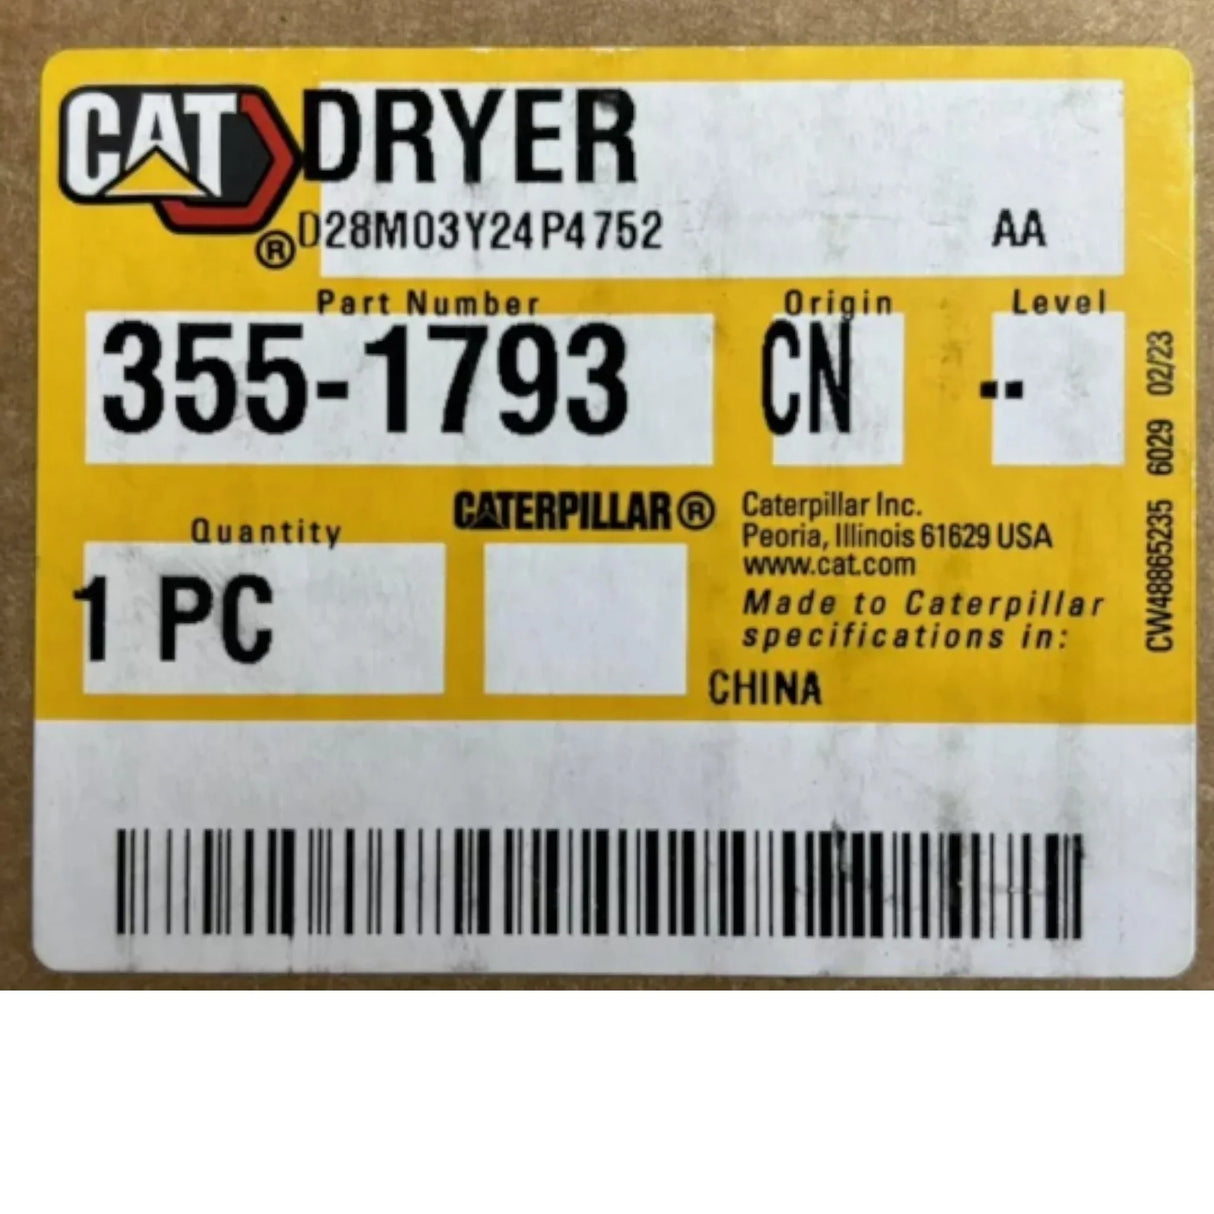 CAT DRYER
® D28M03Y24P4752 AA
Part Number Origin Level
355-1793 CN --
Quantity
1 PC
CATERPILLAR®
Caterpillar Inc.
Peoria, Illinois 61629 USA
www.cat.com
Made to Caterpillar
specifications in:
CHINA
CW48865235 6029 02/23